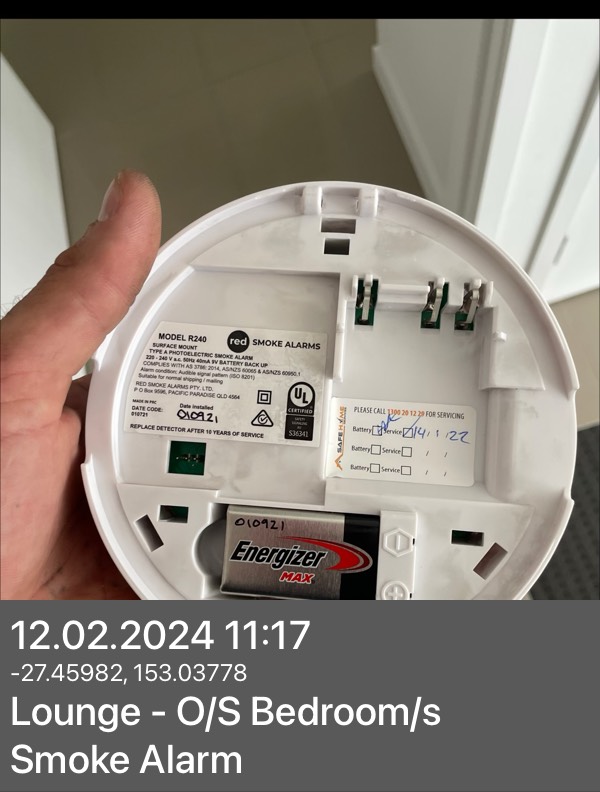 MODEL R240
red SMOKE ALARMS
SURFACE MOUNT
TYPE A PHOTOELECTRIC SMOKE ALARM
220 - 240 V a.c. 50Hz 40mA 9V BATTERY BACK UP
COMPLIES WITH AS 3786: 2014, AS/NZS 60065 & AS/NZS 60950.1
Alarm condition: Audible signal pattern (ISO 8201)
Suitable for normal shipping / mailing
RED SMOKE ALARMS PTY. LTD.
P O Box 9596, PACIFIC PARADISE QLD 4564
MADE IN PRC
DATE CODE:
010721
Date Installed
010921
REPLACE DETECTOR AFTER 10 YEARS OF SERVICE
UL
CERTIFIED
S36341
SAFE HOME
PLEASE CALL 1300 20 12 29 FOR SERVICING
Battery Service 14 / 1 / 22
Battery Service / /
Battery Service / /
010921
Energizer
MAX
12.02.2024 11:17
-27.45982, 153.03778
Lounge - O/S Bedroom/s
Smoke Alarm